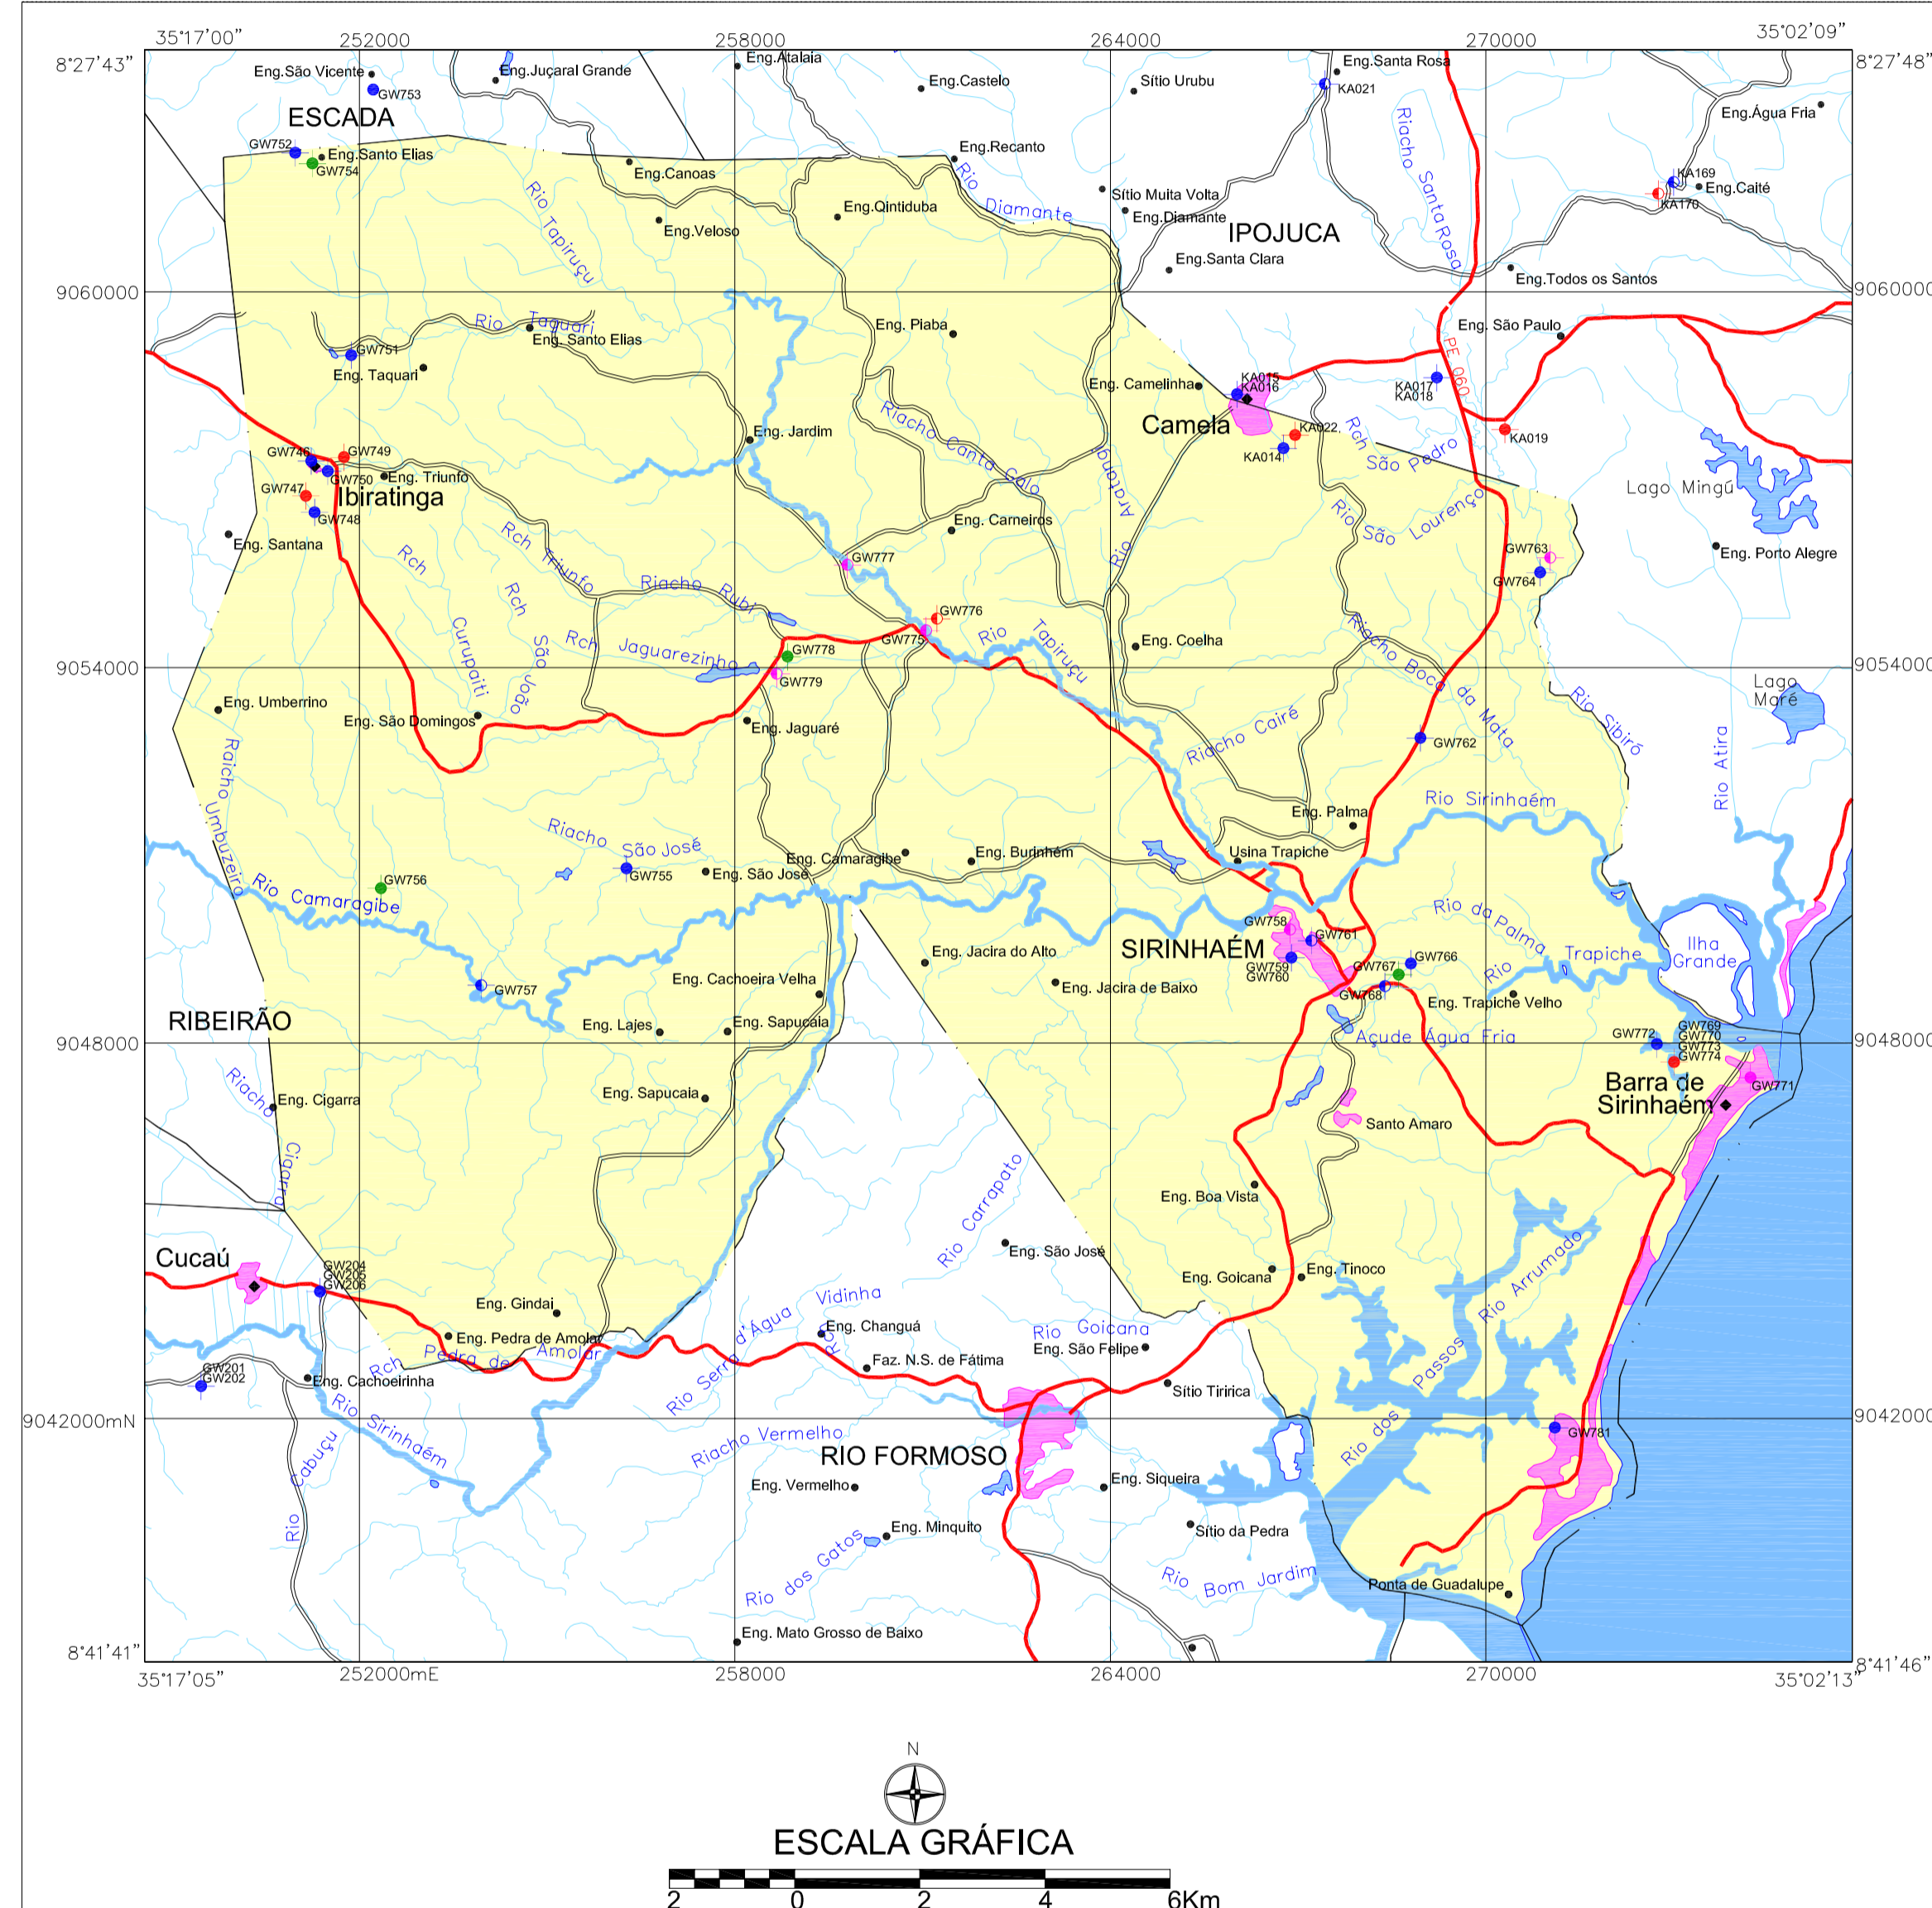 35°17'00"
252000
258000
264000
270000
35°02'09"
8°27'43"
8°27'48"
Eng.São Vicente
Eng.Juçaral Grande
Eng.Atalaia
Eng.Castelo
Sítio Urubu
Eng.Santa Rosa
KA021
Eng.Água Fria
GW753
ESCADA
GW752
Eng.Santo Elias
GW754
Eng.Canoas
Eng.Recanto
Rio Diamante
Sítio Muita Volta
Eng.Diamante
Riacho Santa Rosa
KA169
Eng.Caité
KA170
Rio Tapiruçu
Eng.Veloso
Eng.Qintiduba
IPOJUCA
Eng.Santa Clara
Eng.Todos os Santos
9060000
9060000
Rio Taquari
Eng. Santo Elias
Eng. Piaba
Eng. São Paulo
GW751
Eng. Taquari
PE 060
Eng. Camelinha
KA015
KA016
KA017
KA018
Camela
KA022
KA014
KA019
Rch São Pedro
Riacho Canta Galo
Eng. Jardim
Rio Aratangi
GW746
GW749
GW750
Eng. Triunfo
GW747
Ibiratinga
GW748
Lago Mingú
Rio São Lourenço
Eng. Santana
Rch Triunfo
Eng. Carneiros
Eng. Porto Alegre
GW763
GW764
GW777
Rch Curupaiti
Rch São João
Riacho Rubi
GW776
GW775
Rio Tapiruçu
Rch Jaguarezinho
Eng. Coelha
Riacho Boca da Mata
9054000
9054000
GW778
GW779
Lago
Maré
Eng. Umberrino
Eng. São Domingos
Eng. Jaguaré
Riacho Cairé
Rio Sibiró
Rio Atira
GW762
Raicho Umbuzeiro
Rio Sirinhaém
Eng. Palma
Riacho São José
GW755
Eng. São José
Eng. Camaragibe
Eng. Burinhém
Usina Trapiche
GW756
Rio Camaragibe
Rio da Palma
GW758
GW761
SIRINHAÉM
GW759
GW760
GW767
GW766
GW768
Rio Trapiche
Ilha
Grande
Eng. Jacira do Alto
Eng. Jacira de Baixo
Eng. Cachoeira Velha
GW757
Eng. Trapiche Velho
RIBEIRÃO
Eng. Lajes
Eng. Sapucaia
Açude Água Fria
9048000
9048000
GW772
GW769
GW770
GW773
GW774
GW771
Barra de
Sirinhaém
Riacho Cigarra
Eng. Cigarra
Eng. Sapucaia
Santo Amaro
Eng. Boa Vista
Rio Carrapato
Eng. São José
Cucaú
GW204
GW205
GW206
Eng. Goicana
Eng. Tinoco
Rio Arrumado
Eng. Gindai
Rio Serra d'Água
Rio Vidinha
Eng. Pedra de Amolar
Rch Pedra de Amolar
Eng. Changuá
Rio Goicana
Eng. São Felipe
Faz. N.S. de Fátima
GW201
GW202
Eng. Cachoeirinha
Sítio Tiririca
Rio dos Passos
9042000mN
9042000
Rio Sirinhaém
GW781
Riacho Vermelho
RIO FORMOSO
Rio Cabuçu
Eng. Vermelho
Eng. Siqueira
Eng. Minquito
Sítio da Pedra
Rio dos Gatos
Rio Bom Jardim
Ponta de Guadalupe
Eng. Mato Grosso de Baixo
8°41'41"
8°41'46"
35°17'05"
252000mE
258000
264000
270000
35°02'13"
N
ESCALA GRÁFICA
2 0 2 4 6Km